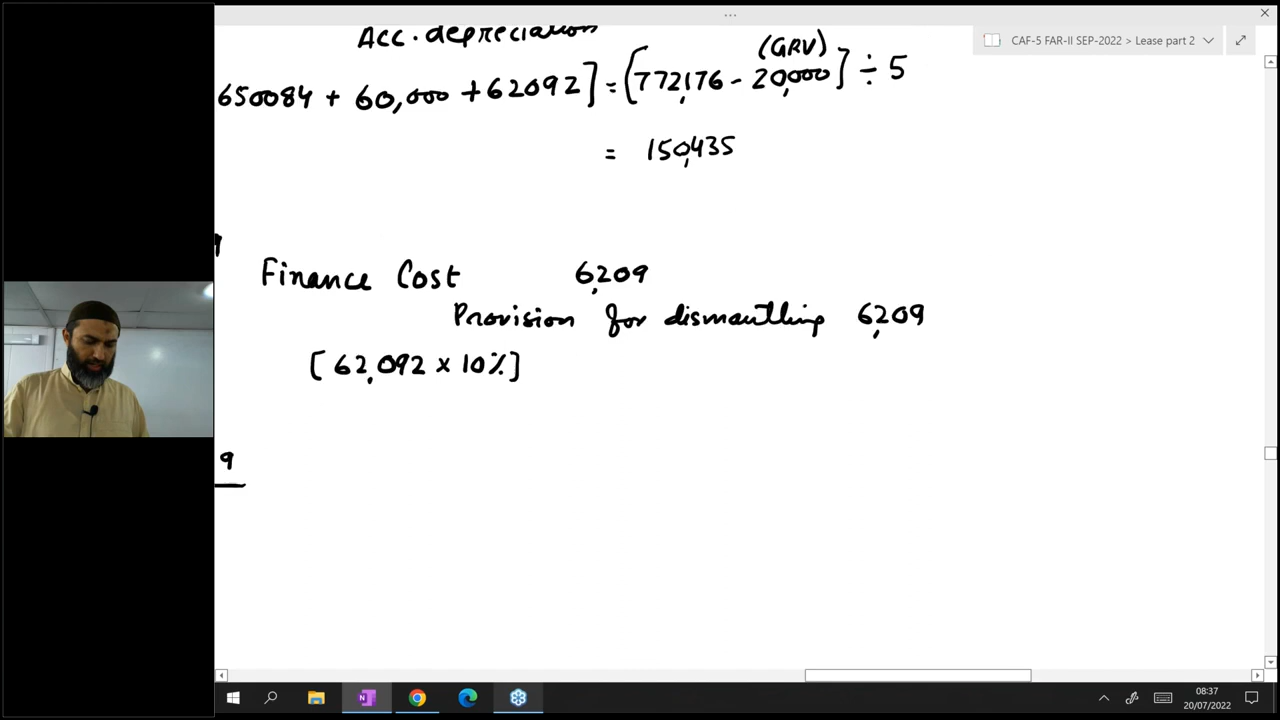 CAF-5 FAR-II SEP-2022 > Lease part 2
Acc. depreciation
(GRV)
650084 + 60,000 + 62092] = [772,176 - 20,000] ÷ 5
= 150,435
Finance Cost 6,209
Provision for dismantling 6,209
[62,092 × 10%]
9
08:37
20/07/2022